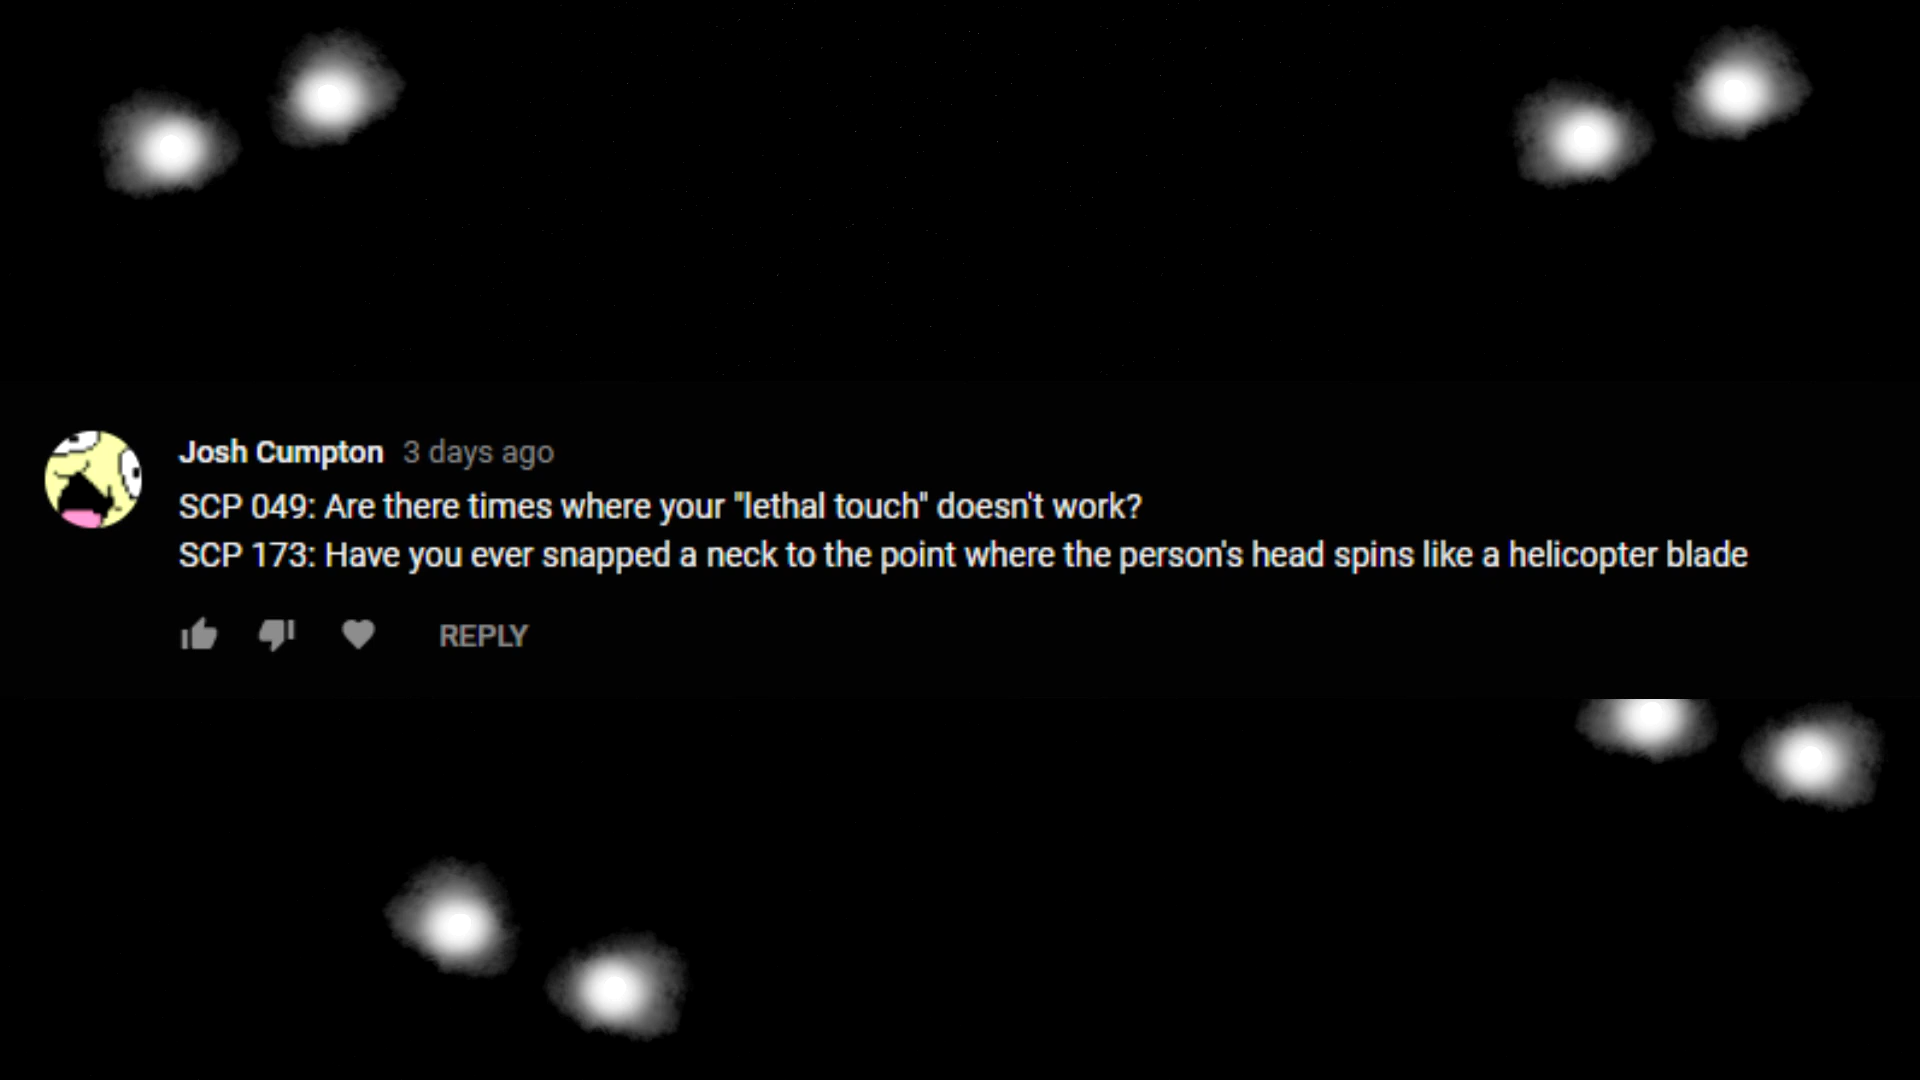 Josh Cumpton 3 days ago
SCP 049: Are there times where your "lethal touch" doesn't work?
SCP 173: Have you ever snapped a neck to the point where the person's head spins like a helicopter blade
REPLY